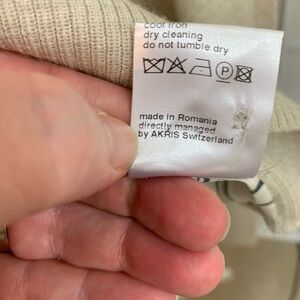 cool iron
dry cleaning
do not tumble dry
P
made in Romania
directly managed
by AKRIS Switzerland